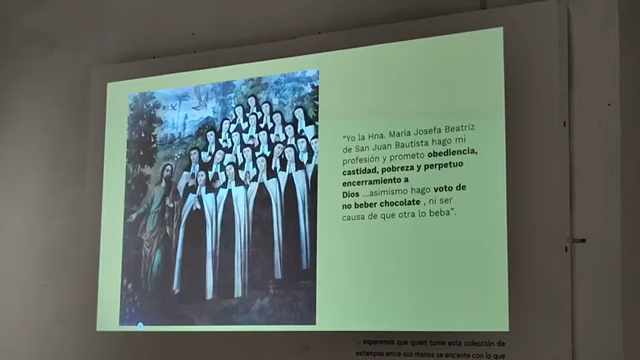 “Yo la Hna. María Josefa Beatriz
de San Juan Bautista hago mi
profesión y prometo obediencia,
castidad, pobreza y perpetuo
encerramiento a
Dios ...asimismo hago voto de
no beber chocolate , ni ser
causa de que otra lo beba”.
.. esperemos que quien tome esta colección de
estampas entre sus manos se encante con lo que